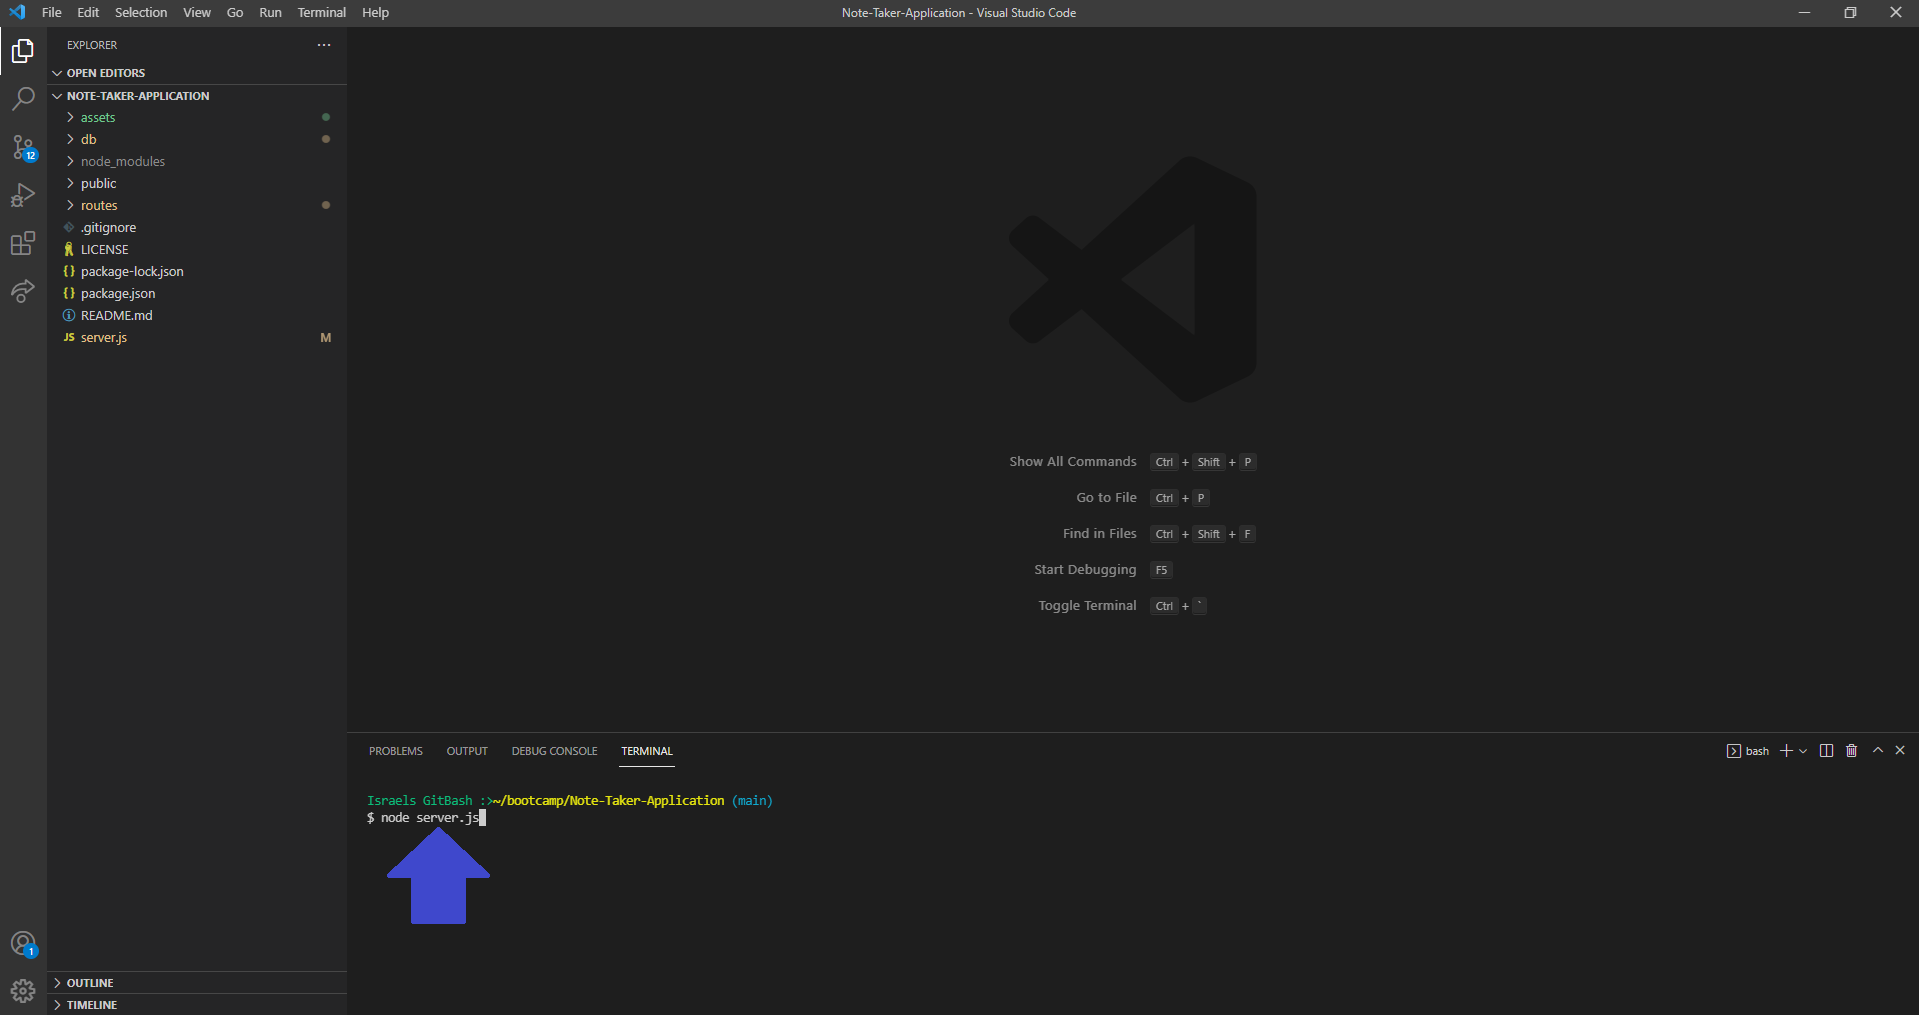 File Edit Selection View Go Run Terminal Help
Note-Taker-Application - Visual Studio Code
EXPLORER
OPEN EDITORS
NOTE-TAKER-APPLICATION
assets
db
node_modules
public
routes
.gitignore
LICENSE
{} package-lock.json
{} package.json
README.md
JS server.js M
12
1
OUTLINE
TIMELINE
Show All Commands Ctrl + Shift + P
Go to File Ctrl + P
Find in Files Ctrl + Shift + F
Start Debugging F5
Toggle Terminal Ctrl + `
PROBLEMS OUTPUT DEBUG CONSOLE TERMINAL
bash
Israels GitBash :>~/bootcamp/Note-Taker-Application (main)
$ node server.js